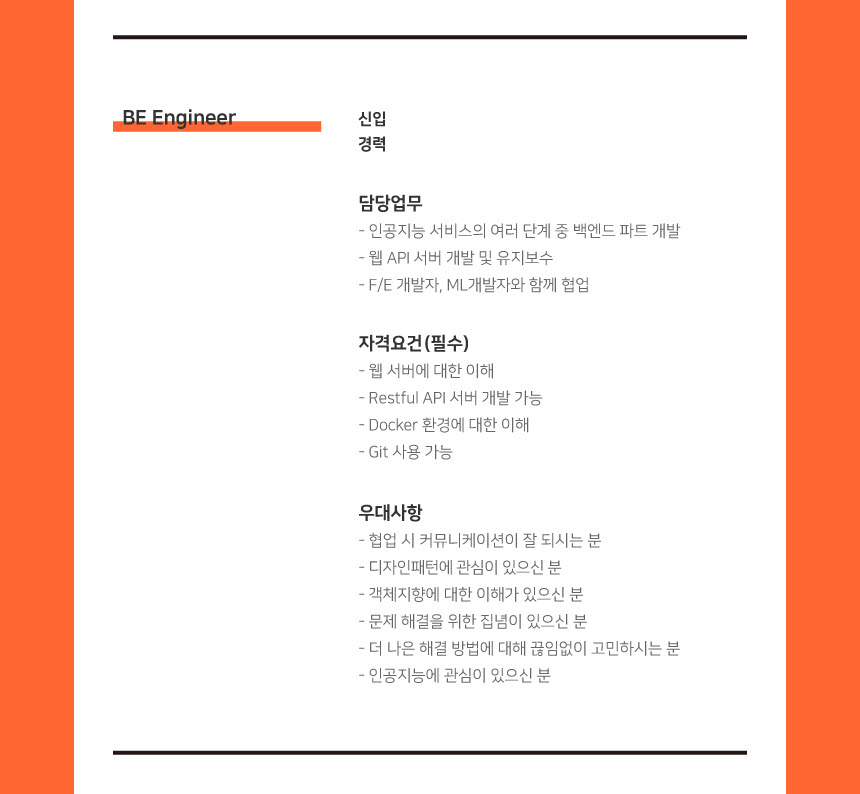 BE Engineer
신입
경력
담당업무
- 인공지능 서비스의 여러 단계 중 백엔드 파트 개발
- 웹 API 서버 개발 및 유지보수
- F/E 개발자, ML개발자와 함께 협업
자격요건(필수)
- 웹 서버에 대한 이해
- Restful API 서버 개발 가능
- Docker 환경에 대한 이해
- Git 사용 가능
우대사항
- 협업 시 커뮤니케이션이 잘 되시는 분
- 디자인패턴에 관심이 있으신 분
- 객체지향에 대한 이해가 있으신 분
- 문제 해결을 위한 집념이 있으신 분
- 더 나은 해결 방법에 대해 끊임없이 고민하시는 분
- 인공지능에 관심이 있으신 분